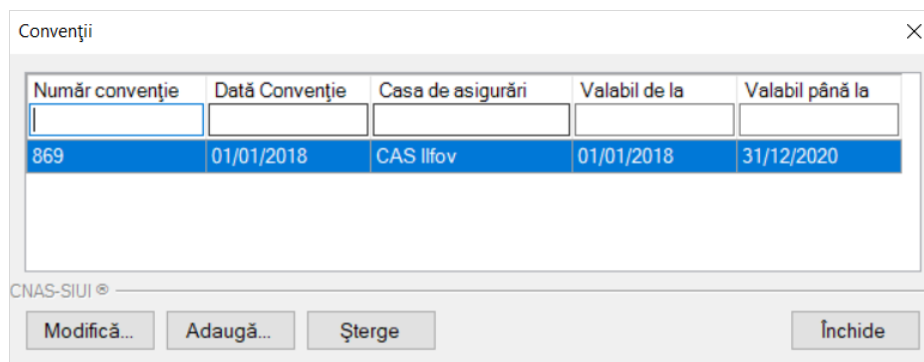 Convenţii
Număr convenţie Dată Convenţie Casa de asigurări Valabil de la Valabil până la
869 01/01/2018 CAS Ilfov 01/01/2018 31/12/2020
CNAS-SIUI ®
Modifică... Adaugă... Şterge Închide